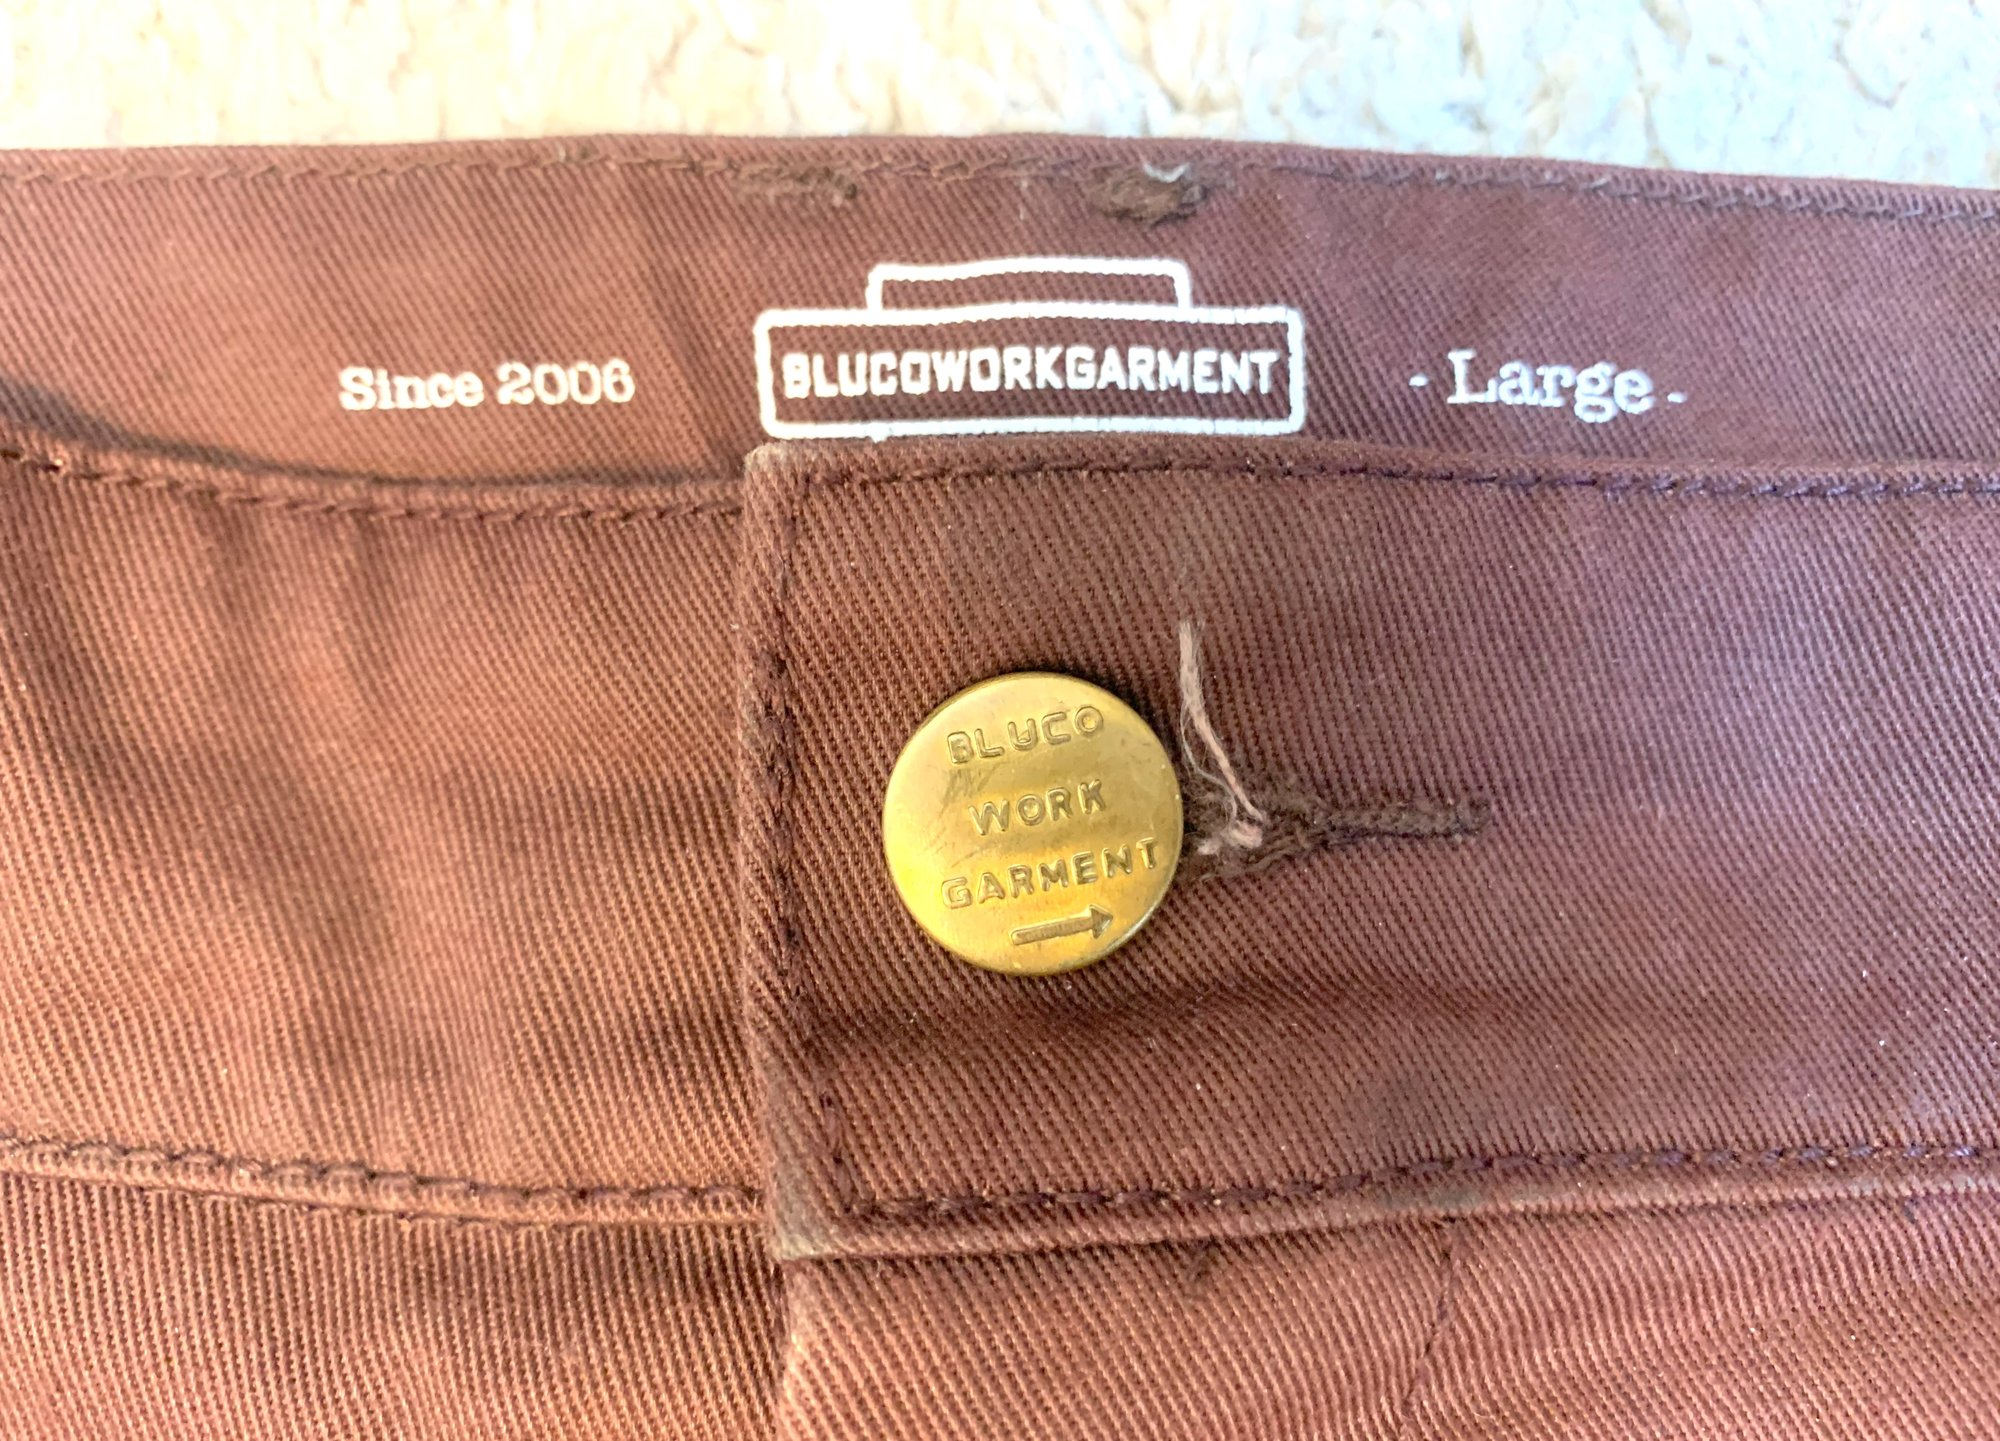 Since 2006
BLUCOWORKGARMENT
- Large -
BLUCO
WORK
GARMENT